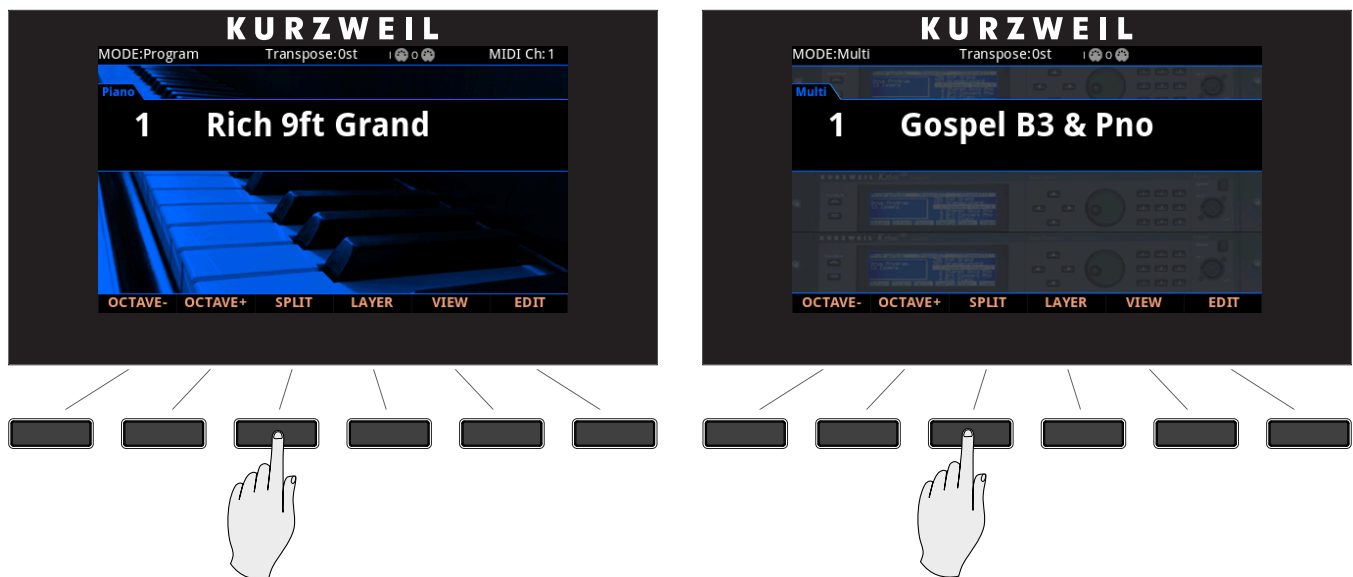 KURZWEIL
MODE:Program Transpose:0st I O MIDI Ch:1
Piano
1 Rich 9ft Grand
OCTAVE- OCTAVE+ SPLIT LAYER VIEW EDIT
KURZWEIL
MODE:Multi Transpose:0st I O
Multi
1 Gospel B3 & Pno
OCTAVE- OCTAVE+ SPLIT LAYER VIEW EDIT